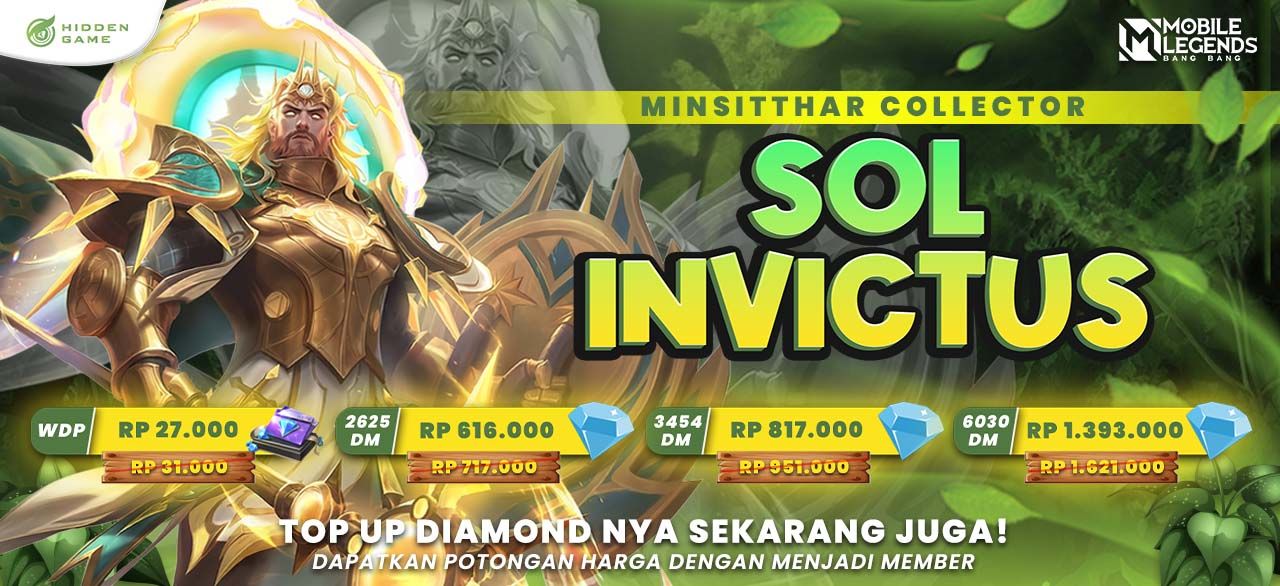 HIDDEN
GAME
MOBILE
LEGENDS
BANG BANG
MINSITTHAR COLLECTOR
SOL
INVICTUS
WDP
RP 27.000
RP 31.000
2625
DM
RP 616.000
RP 717.000
3454
DM
RP 817.000
RP 951.000
6030
DM
RP 1.393.000
RP 1.621.000
TOP UP DIAMOND NYA SEKARANG JUGA!
DAPATKAN POTONGAN HARGA DENGAN MENJADI MEMBER